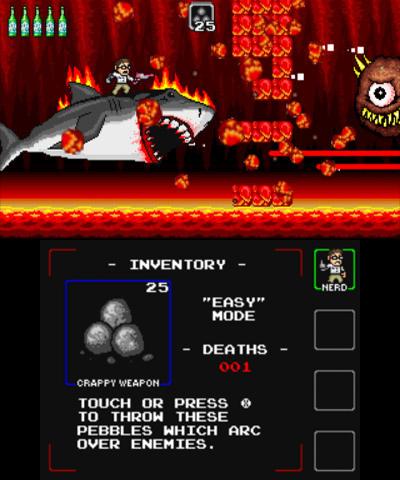 25
- INVENTORY -
25
"EASY"
MODE
- DEATHS -
001
CRAPPY WEAPON
NERD
TOUCH OR PRESS ⓧ
TO THROW THESE
PEBBLES WHICH ARC
OVER ENEMIES.